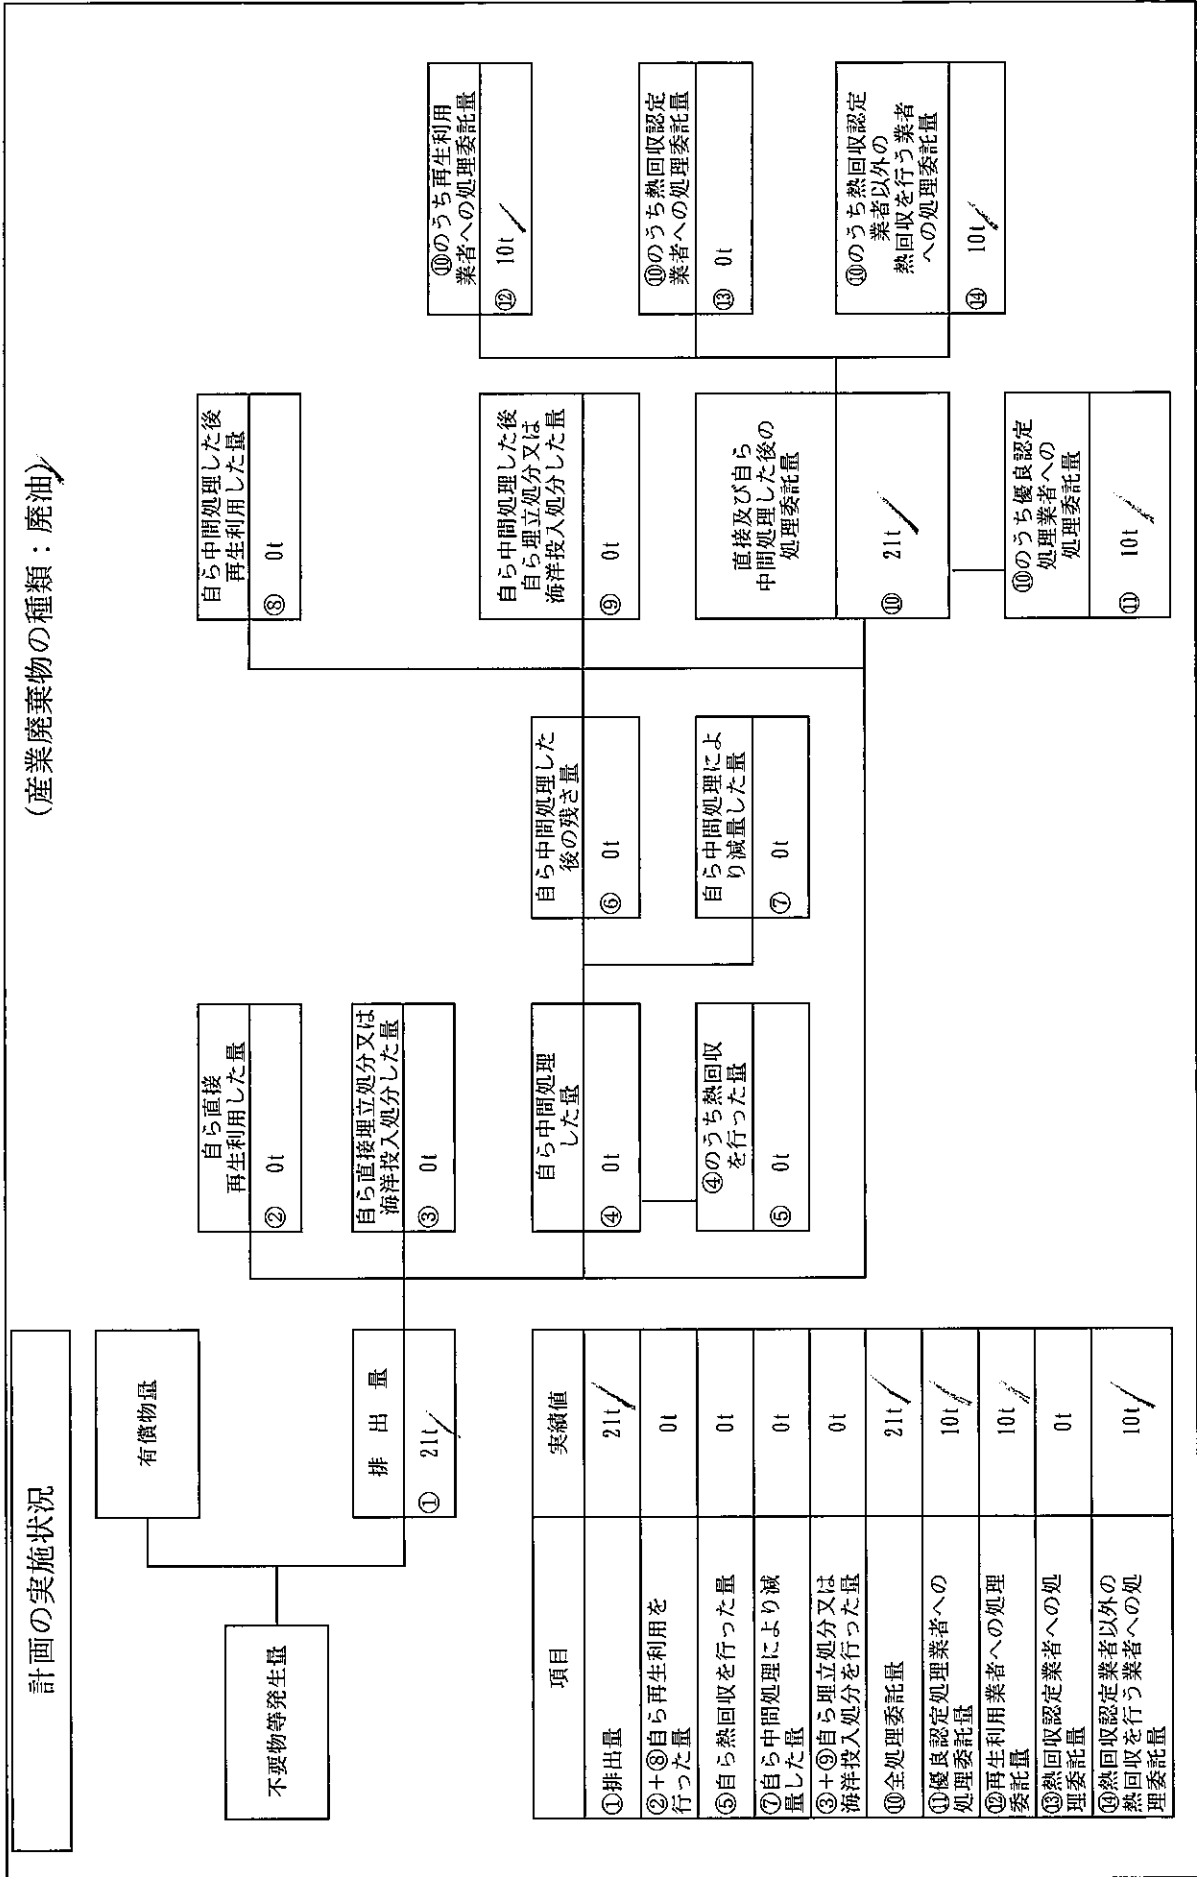 計画の実施状況
(産業廃棄物の種類：廃油)
不要物等発生量
有償物量
排出量
① 21t
自ら直接
再生利用した量
② 0t
自ら直接埋立処分又は
海洋投入処分した量
③ 0t
自ら中間処理
した量
④ 0t
④のうち熱回収
を行った量
⑤ 0t
自ら中間処理した
後の残さ量
⑥ 0t
自ら中間処理によ
り減量した量
⑦ 0t
自ら中間処理した後
再生利用した量
⑧ 0t
自ら中間処理した後
自ら埋立処分又は
海洋投入処分した量
⑨ 0t
直接及び自ら
中間処理した後の
処理委託量
⑩ 21t
⑩のうち優良認定
処理業者への
処理委託量
⑪ 10t
⑩のうち再生利用
業者への処理委託量
⑫ 10t
⑩のうち熱回収認定
業者への処理委託量
⑬ 0t
⑩のうち熱回収認定
業者以外の
熱回収を行う業者
への処理委託量
⑭ 10t
項目 実績値
①排出量 21t
②+⑧自ら再生利用を
行った量 0t
⑤自ら熱回収を行った量 0t
⑦自ら中間処理により減
量した量 0t
③+⑨自ら埋立処分又は
海洋投入処分を行った量 0t
⑩全処理委託量 21t
⑪優良認定処理業者への
処理委託量 10t
⑫再生利用業者への処理
委託量 10t
⑬熱回収認定業者への処
理委託量 0t
⑭熱回収認定業者以外の
熱回収を行う業者への処
理委託量 10t